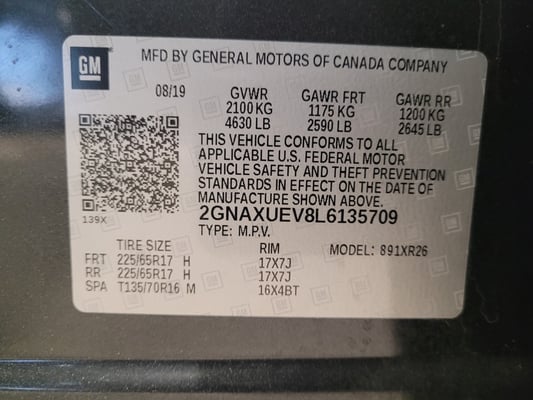 GM
MFD BY GENERAL MOTORS OF CANADA COMPANY
08/19 GVWR GAWR FRT GAWR RR
2100 KG 1175 KG 1200 KG
4630 LB 2590 LB 2645 LB
THIS VEHICLE CONFORMS TO ALL
APPLICABLE U.S. FEDERAL MOTOR
VEHICLE SAFETY AND THEFT PREVENTION
STANDARDS IN EFFECT ON THE DATE OF
MANUFACTURE SHOWN ABOVE.
139X
2GNAXUEV8L6135709
TYPE: M.P.V.
TIRE SIZE RIM MODEL: 891XR26
FRT 225/65R17 H 17X7J
RR 225/65R17 H 17X7J
SPA T135/70R16 M 16X4BT